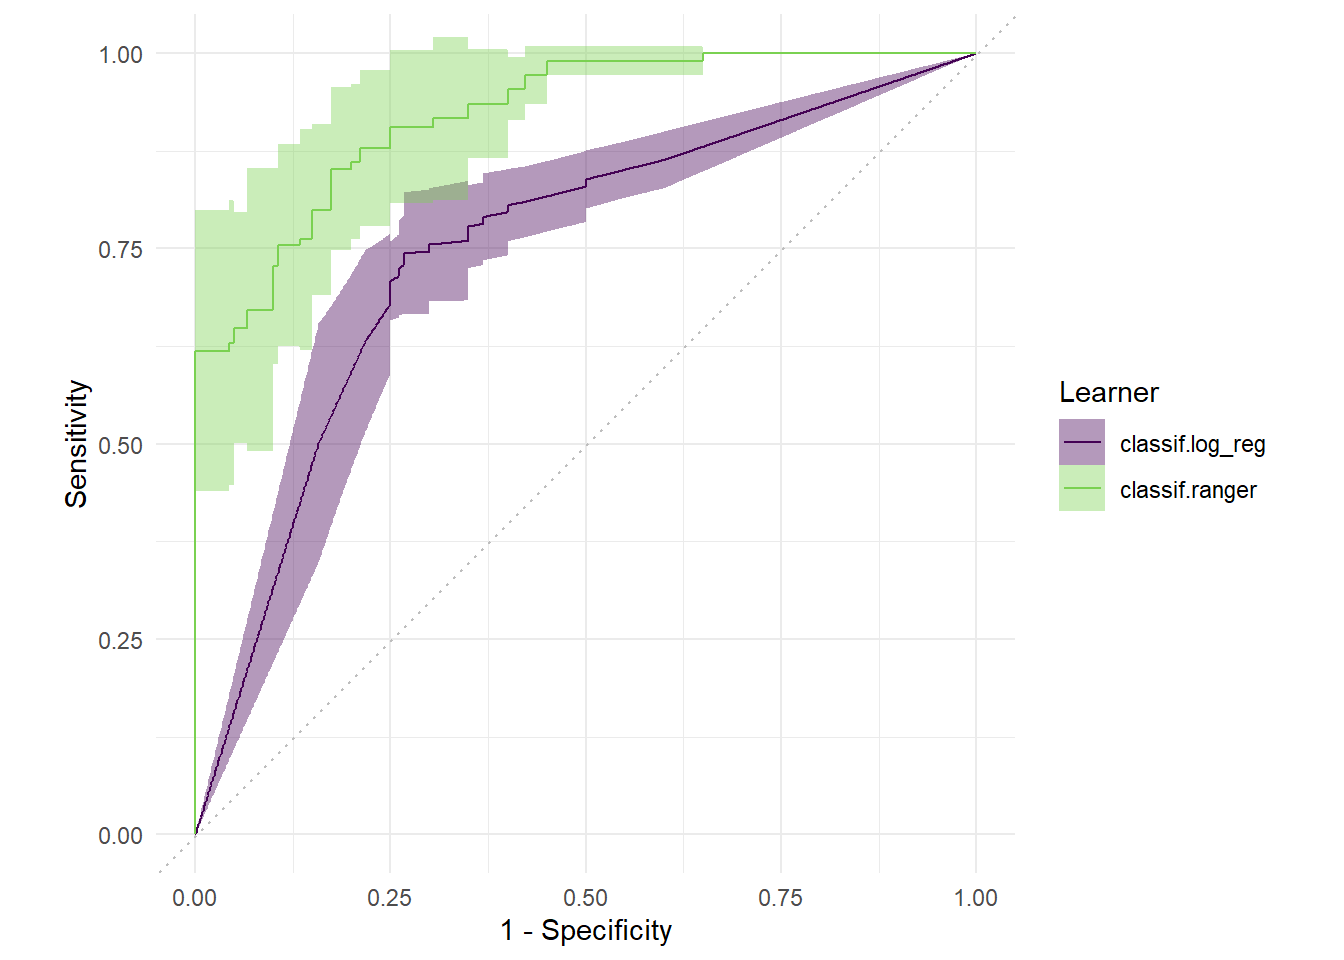 1.00
0.75
0.50
0.25
0.00
Sensitivity
0.00 0.25 0.50 0.75 1.00
1 - Specificity
Learner
classif.log_reg
classif.ranger